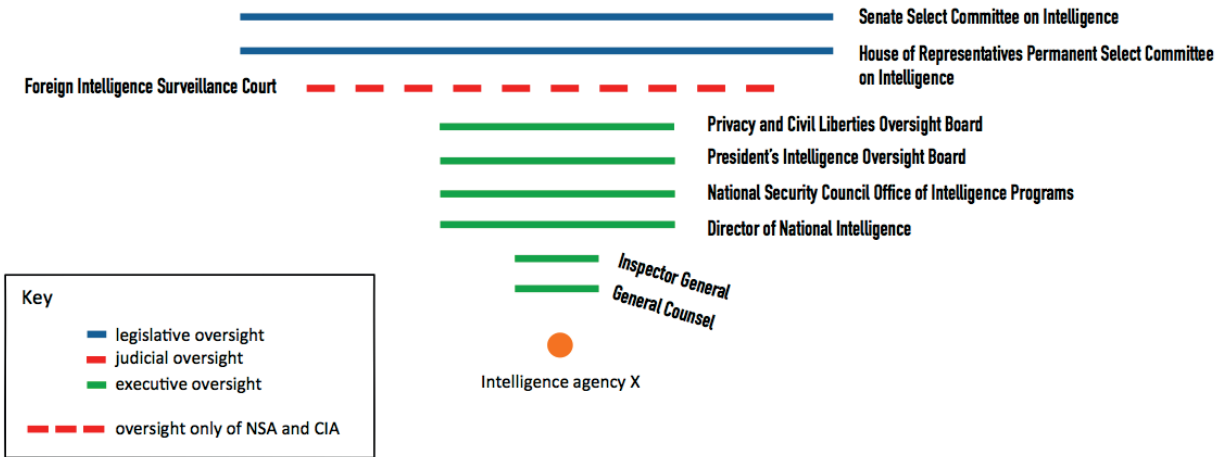 Senate Select Committee on Intelligence
House of Representatives Permanent Select Committee
on Intelligence
Foreign Intelligence Surveillance Court
Privacy and Civil Liberties Oversight Board
President's Intelligence Oversight Board
National Security Council Office of Intelligence Programs
Director of National Intelligence
Inspector General
General Counsel
Intelligence agency X
Key
legislative oversight
judicial oversight
executive oversight
oversight only of NSA and CIA